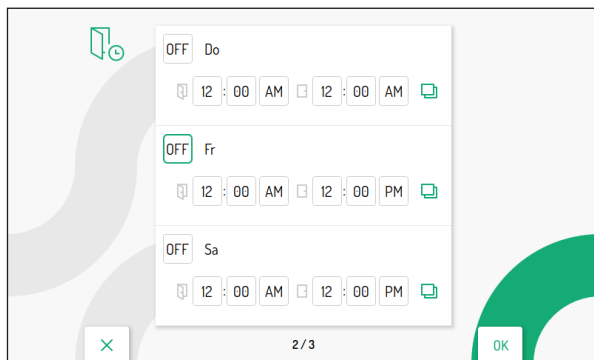 OFF Do
12 : 00 AM 12 : 00 AM
OFF Fr
12 : 00 AM 12 : 00 PM
OFF Sa
12 : 00 AM 12 : 00 PM
2/3 OK